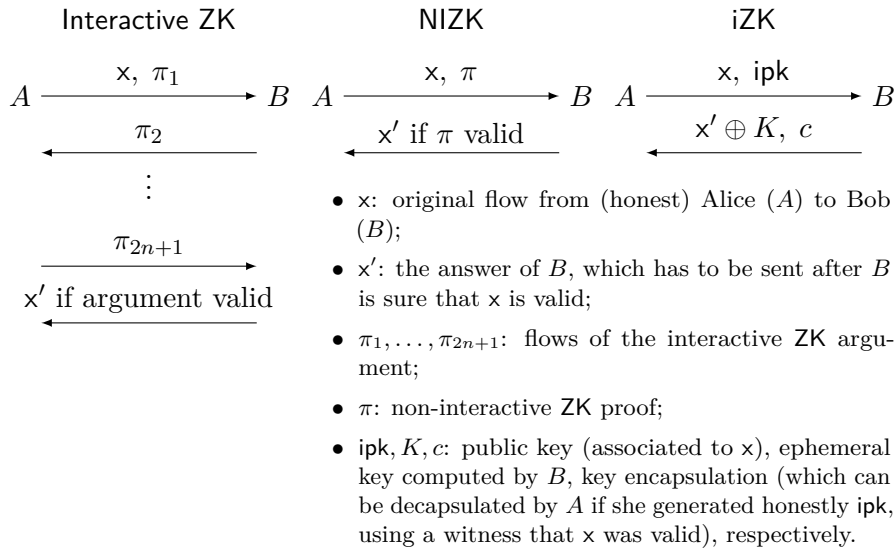 Interactive ZK
A x, π₁ B
π₂
⋮
π₂ₙ₊₁
x′ if argument valid
NIZK
A x, π B
x′ if π valid
iZK
A x, ipk B
x′ ⊕ K, c
• x: original flow from (honest) Alice (A) to Bob
(B);
• x′: the answer of B, which has to be sent after B
is sure that x is valid;
• π₁, . . . , π₂ₙ₊₁: flows of the interactive ZK argu-
ment;
• π: non-interactive ZK proof;
• ipk, K, c: public key (associated to x), ephemeral
key computed by B, key encapsulation (which can
be decapsulated by A if she generated honestly ipk,
using a witness that x was valid), respectively.